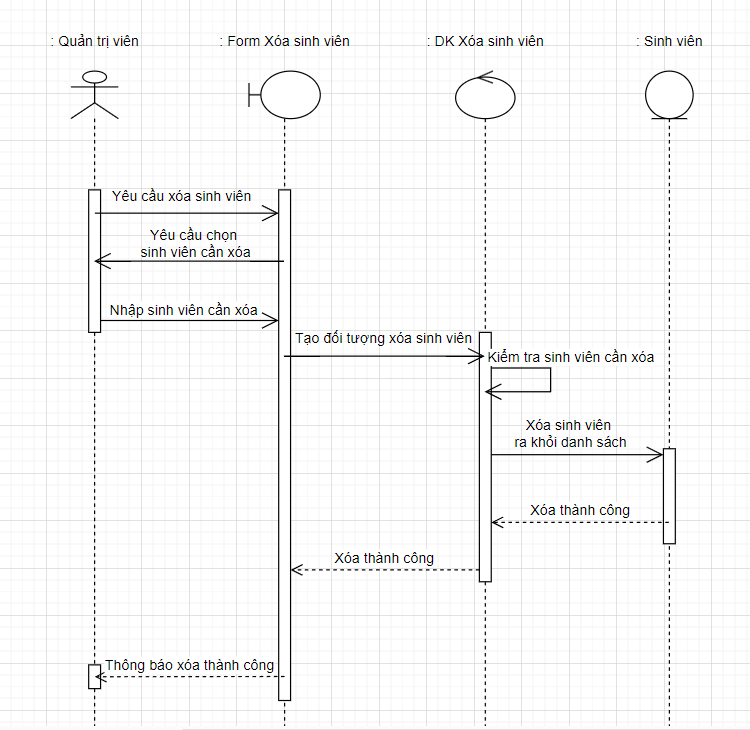 : Quản trị viên
: Form Xóa sinh viên
: DK Xóa sinh viên
: Sinh viên
Yêu cầu xóa sinh viên
Yêu cầu chọn
sinh viên cần xóa
Nhập sinh viên cần xóa
Tạo đối tượng xóa sinh viên
Kiểm tra sinh viên cần xóa
Xóa sinh viên
ra khỏi danh sách
Xóa thành công
Xóa thành công
Thông báo xóa thành công